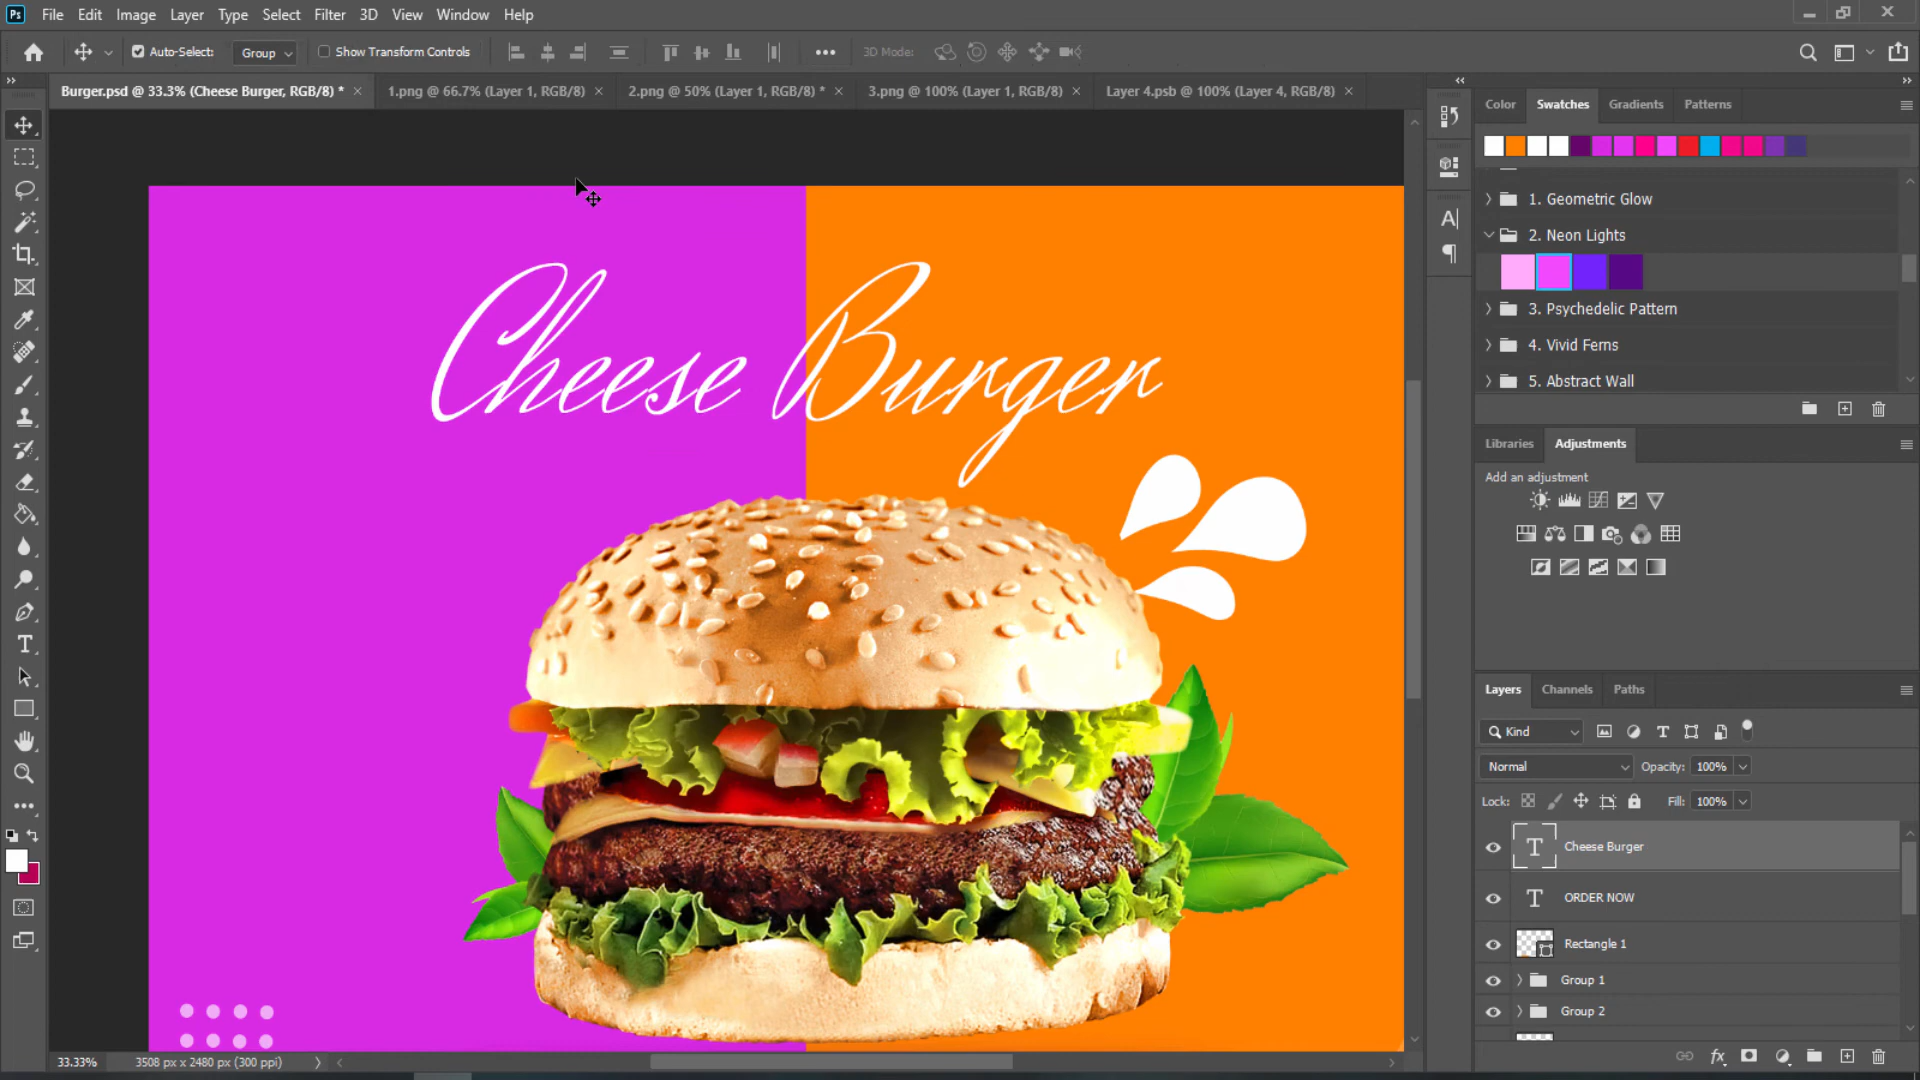 Ps File Edit Image Layer Type Select Filter 3D View Window Help
Auto-Select: Group Show Transform Controls 3D Mode:
Burger.psd @ 33.3% (Cheese Burger, RGB/8) * 1.png @ 66.7% (Layer 1, RGB/8) 2.png @ 50% (Layer 1, RGB/8) * 3.png @ 100% (Layer 1, RGB/8) Layer 4.psb @ 100% (Layer 4, RGB/8)
Cheese Burger
33.33% 3508 px x 2480 px (300 ppi)
Color Swatches Gradients Patterns
1. Geometric Glow
2. Neon Lights
3. Psychedelic Pattern
4. Vivid Ferns
5. Abstract Wall
Libraries Adjustments
Add an adjustment
Layers Channels Paths
Kind
Normal Opacity: 100%
Lock: Fill: 100%
Cheese Burger
ORDER NOW
Rectangle 1
Group 1
Group 2